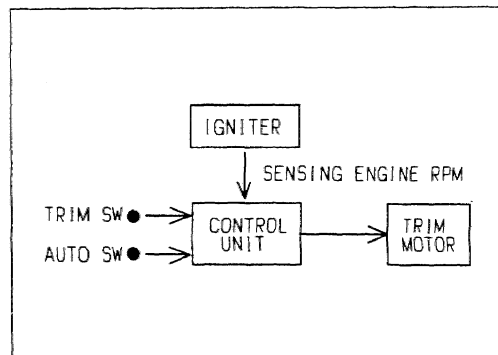 IGNITER
SENSING ENGINE RPM
TRIM SW
CONTROL
UNIT
TRIM
MOTOR
AUTO SW